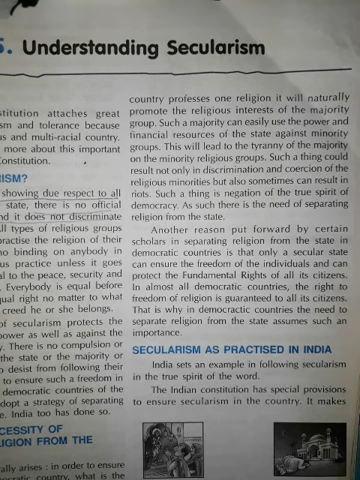 5. Understanding Secularism
stitution attaches great
sm and tolerance because
us and multi-racial country.
more about this important
Constitution.
ISM?
showing due respect to all
state, there is no official
nd it does not discriminate
ll types of religious groups
practise the religion of their
no binding on anybody in
us practice unless it goes
al to the peace, security and
. Everybody is equal before
qual right no matter to what
creed he or she belongs.
of secularism protects the
power as well as against the
y. There is no compulsion or
the state or the majority or
o desist from following their
to ensure such a freedom in
democratic countries of the
dopt a strategy of separating
e. India too has done so.
CESSITY OF
LIGION FROM THE
rally arises : in order to ensure
ocratic country, what is the
country professes one religion it will naturally
promote the religious interests of the majority
group. Such a majority can easily use the power and
financial resources of the state against minority
groups. This will lead to the tyranny of the majority
on the minority religious groups. Such a thing could
result not only in discrimination and coercion of the
religious minorities but also sometimes can result in
riots. Such a thing is negation of the true spirit of
democracy. As such there is the need of separating
religion from the state.
Another reason put forward by certain
scholars in separating religion from the state in
democratic countries is that only a secular state
can ensure the freedom of the individuals and can
protect the Fundamental Rights of all its citizens.
In almost all democratic countries, the right to
freedom of religion is guaranteed to all its citizens.
That is why in democractic countries the need to
separate religion from the state assumes such an
importance.
SECULARISM AS PRACTISED IN INDIA
India sets an example in following secularism
in the true spirit of the word.
The Indian constitution has special provisions
to ensure secularism in the country. It makes